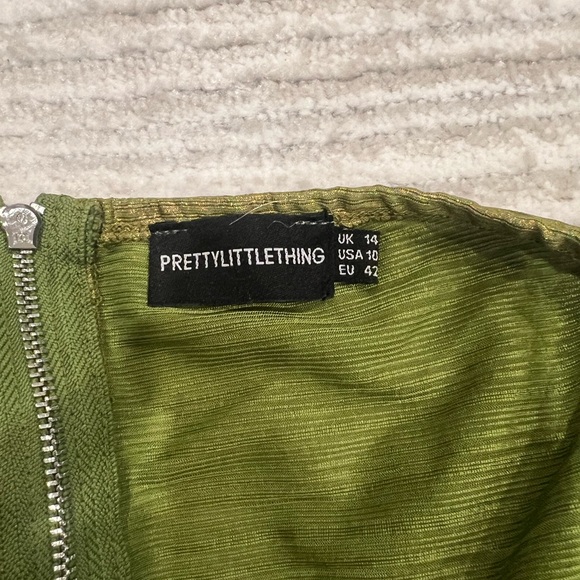 PRETTYLITTLETHING
UK 14
USA 10
EU 42